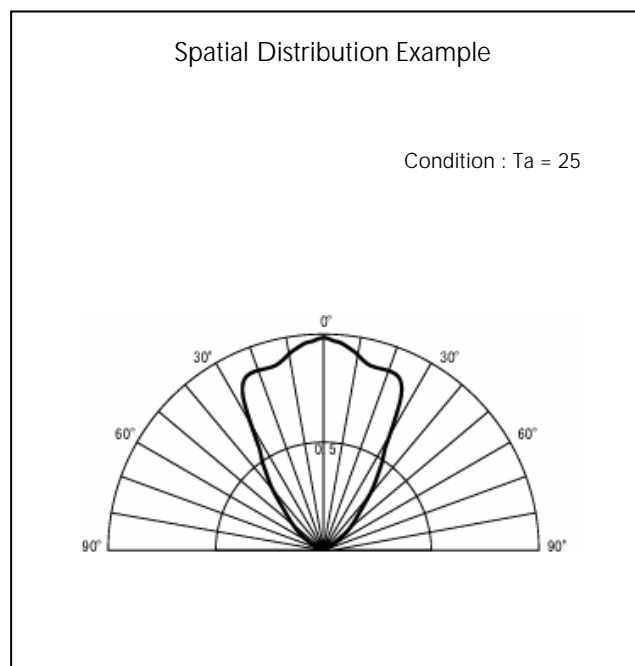 Spatial Distribution Example
Condition : Ta = 25
0°
30° 30°
60° 60°
0.5
90° 90°